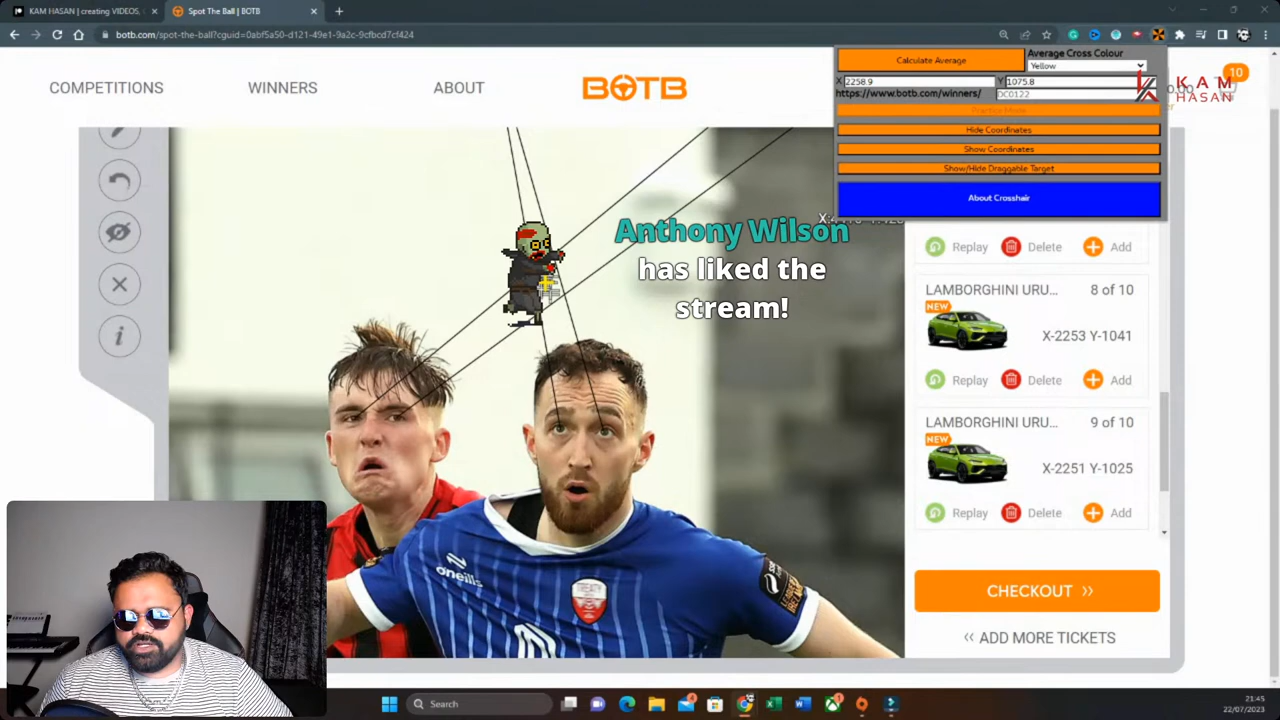 KAM HASAN | creating VIDEOS,
Spot The Ball | BOTB
botb.com/spot-the-ball?cguid=0abf5a50-d121-49e1-9a2c-9cfbcd7cf424
COMPETITIONS
WINNERS
ABOUT
BOTB
Calculate Average
Average Cross Colour
Yellow
X 2258.9
Y 1075.8
https://www.botb.com/winners/ DC0122
Practice Mode
Hide Coordinates
Show Coordinates
Show/Hide Draggable Target
About Crosshair
KAM
HASAN
10
Anthony Wilson
has liked the
stream!
Replay Delete Add
LAMBORGHINI URU... 8 of 10
NEW
X-2253 Y-1041
Replay Delete Add
LAMBORGHINI URU... 9 of 10
NEW
X-2251 Y-1025
Replay Delete Add
CHECKOUT >>
<< ADD MORE TICKETS
O'neills
TREATY
Search
21:45
22/07/2023